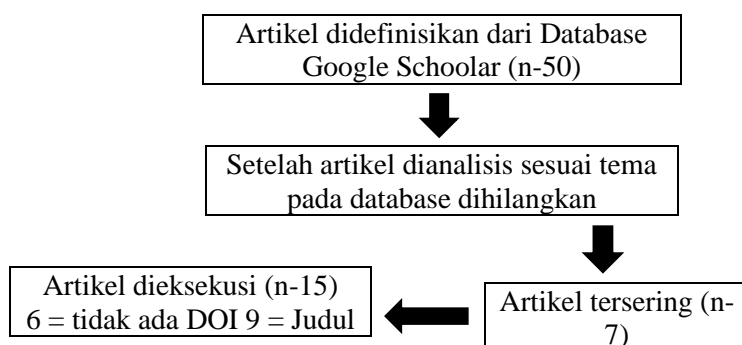 Artikel didefinisikan dari Database
Google Schoolar (n-50)
Setelah artikel dianalisis sesuai tema
pada database dihilangkan
Artikel dieksekusi (n-15)
6 = tidak ada DOI 9 = Judul
Artikel tersering (n-
7)